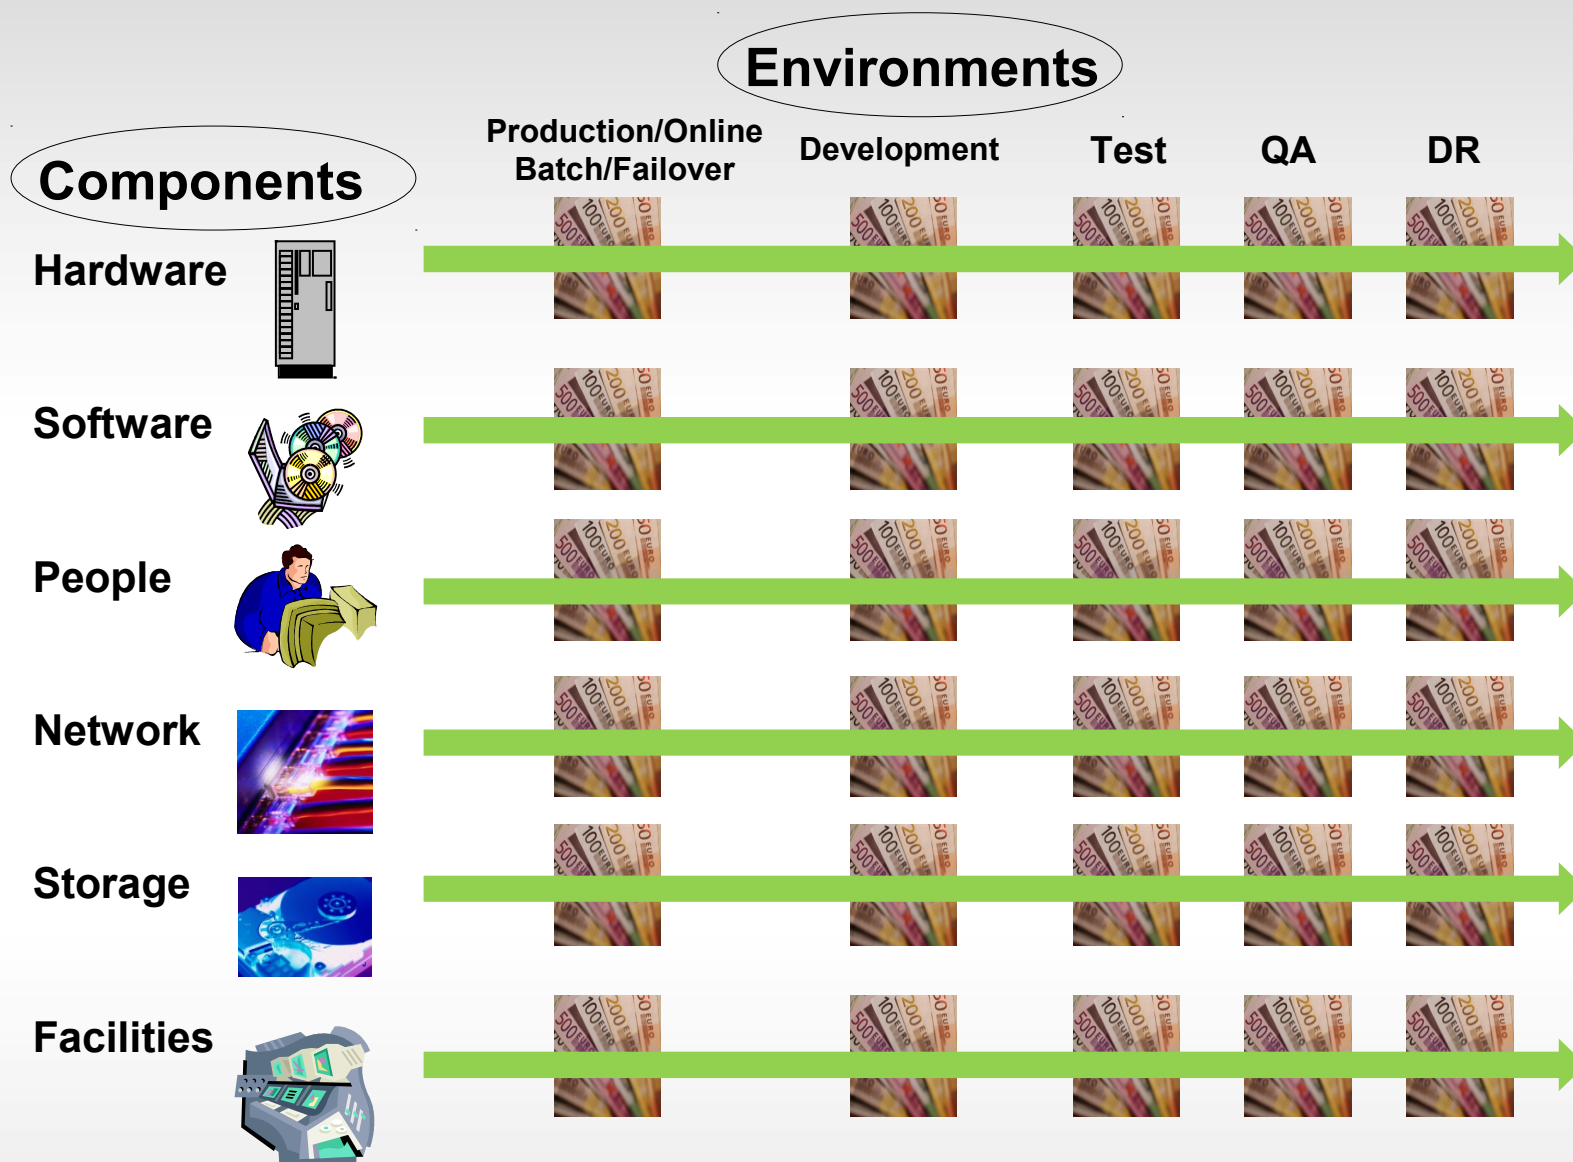 Environments
Components
Production/Online
Batch/Failover
Development
Test
QA
DR
Hardware
Software
People
Network
Storage
Facilities